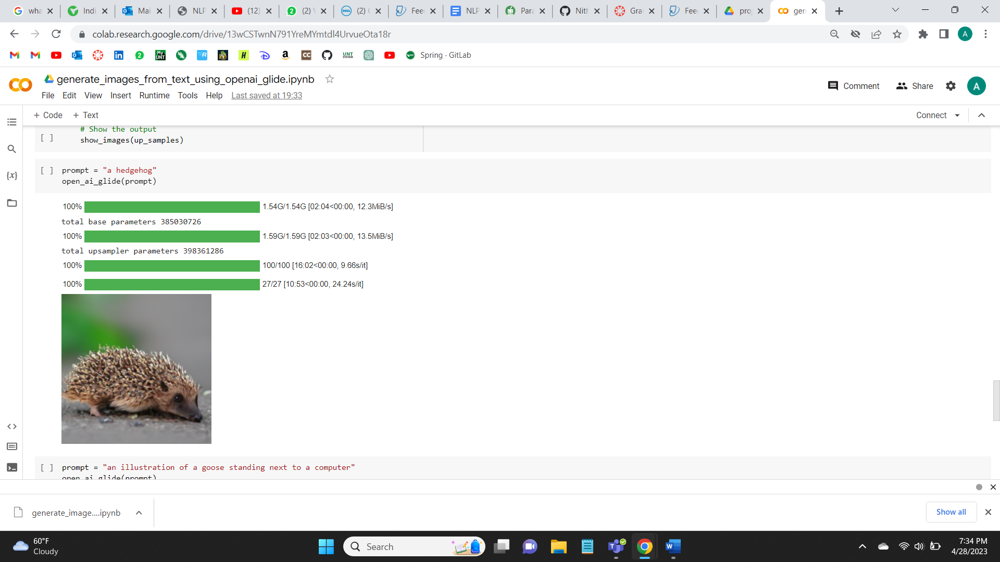 wha
Indi
Mai
NLP
(12)
(2)
(2)
Fee
NLP
Para
Nith
Gra
Fee
pro
gen
colab.research.google.com/drive/13wCSTwnN791YreMYmtdl4UrvueOta18r
A
Spring · GitLab
generate_images_from_text_using_openai_glide.ipynb
Comment
Share
A
File Edit View Insert Runtime Tools Help Last saved at 19:33
+ Code + Text
Connect
# Show the output
[ ] show_images(up_samples)
[ ] prompt = "a hedgehog"
open_ai_glide(prompt)
100% 1.54G/1.54G [02:04<00:00, 12.3MiB/s]
total base parameters 385030726
100% 1.59G/1.59G [02:03<00:00, 13.5MiB/s]
total upsampler parameters 398361286
100% 100/100 [16:02<00:00, 9.66s/it]
100% 27/27 [10:53<00:00, 24.24s/it]
[ ] prompt = "an illustration of a goose standing next to a computer"
open_ai_glide(prompt)
generate_image....ipynb
Show all
60°F
Cloudy
Search
7:34 PM
4/28/2023